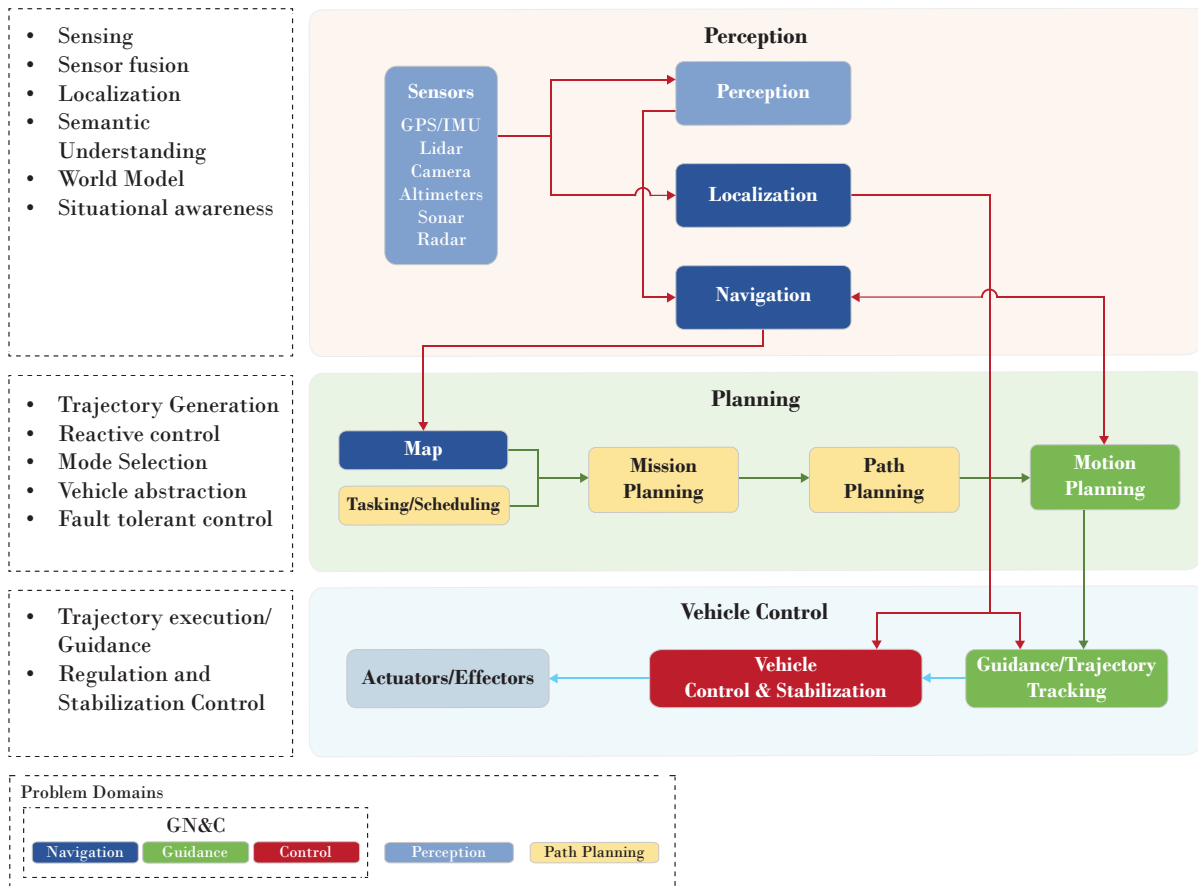 • Sensing
• Sensor fusion
• Localization
• Semantic
Understanding
• World Model
• Situational awareness
Perception
Sensors
GPS/IMU
Lidar
Camera
Altimeters
Sonar
Radar
Perception
Localization
Navigation
• Trajectory Generation
• Reactive control
• Mode Selection
• Vehicle abstraction
• Fault tolerant control
Planning
Map
Tasking/Scheduling
Mission
Planning
Path
Planning
Motion
Planning
• Trajectory execution/
Guidance
• Regulation and
Stabilization Control
Vehicle Control
Actuators/Effectors
Vehicle
Control & Stabilization
Guidance/Trajectory
Tracking
Problem Domains
GN&C
Navigation
Guidance
Control
Perception
Path Planning